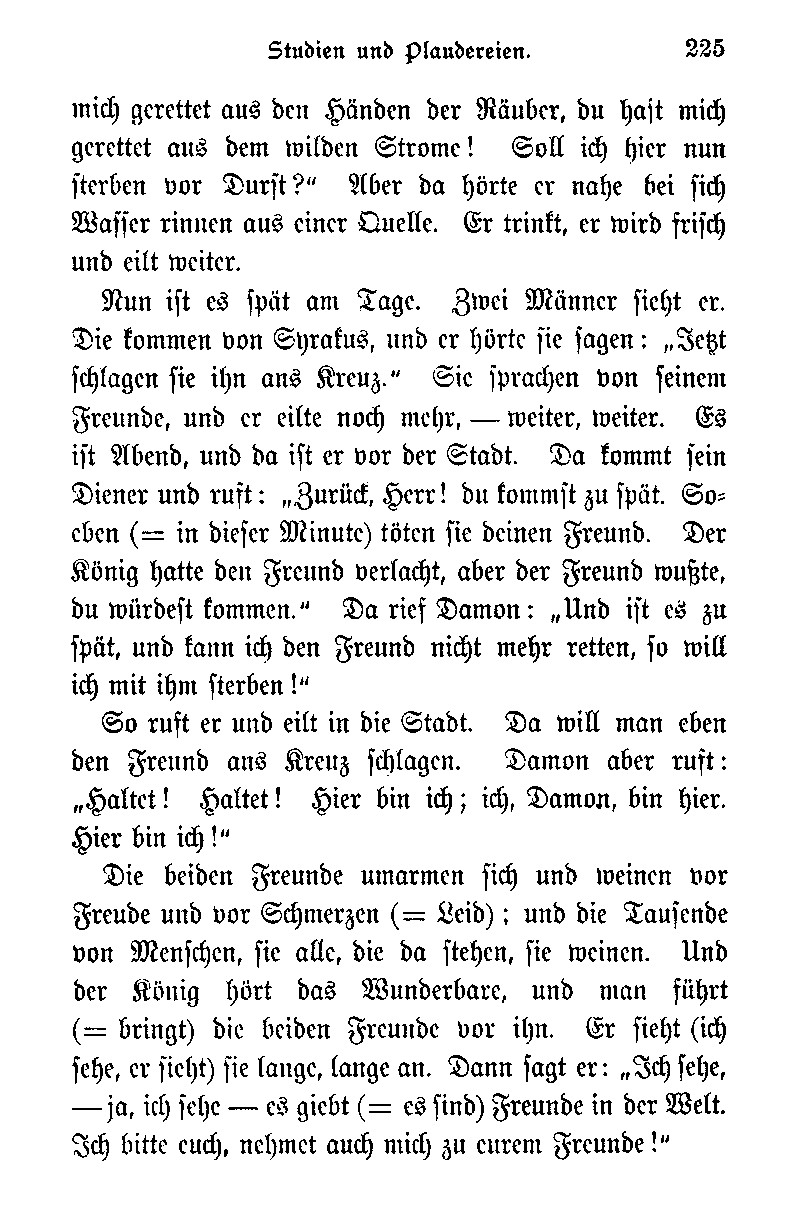 Studien und Plaudereien. 225
mich gerettet aus den Händen der Räuber, du hast mich
gerettet aus dem wilden Strome! Soll ich hier nun
sterben vor Durst?" Aber da hörte er nahe bei sich
Wasser rinnen aus einer Quelle. Er trinkt, er wird frisch
und eilt weiter.
Nun ist es spät am Tage. Zwei Männer sieht er.
Die kommen von Syrakus, und er hörte sie sagen: „Jetzt
schlagen sie ihn ans Kreuz." Sie sprachen von seinem
Freunde, und er eilte noch mehr, — weiter, weiter. Es
ist Abend, und da ist er vor der Stadt. Da kommt sein
Diener und ruft: „Zurück, Herr! du kommst zu spät. So-
eben (= in dieser Minute) töten sie deinen Freund. Der
König hatte den Freund verlacht, aber der Freund wußte,
du würdest kommen." Da rief Damon: „Und ist es zu
spät, und kann ich den Freund nicht mehr retten, so will
ich mit ihm sterben!"
So ruft er und eilt in die Stadt. Da will man eben
den Freund ans Kreuz schlagen. Damon aber ruft:
„Haltet! Haltet! Hier bin ich; ich, Damon, bin hier.
Hier bin ich!"
Die beiden Freunde umarmen sich und weinen vor
Freude und vor Schmerzen (= Leid); und die Tausende
von Menschen, sie alle, die da stehen, sie weinen. Und
der König hört das Wunderbare, und man führt
(= bringt) die beiden Freunde vor ihn. Er sieht (ich
sehe, er sieht) sie lange, lange an. Dann sagt er: „Ich sehe,
— ja, ich sehe — es giebt (= es sind) Freunde in der Welt.
Ich bitte euch, nehmet auch mich zu eurem Freunde!"